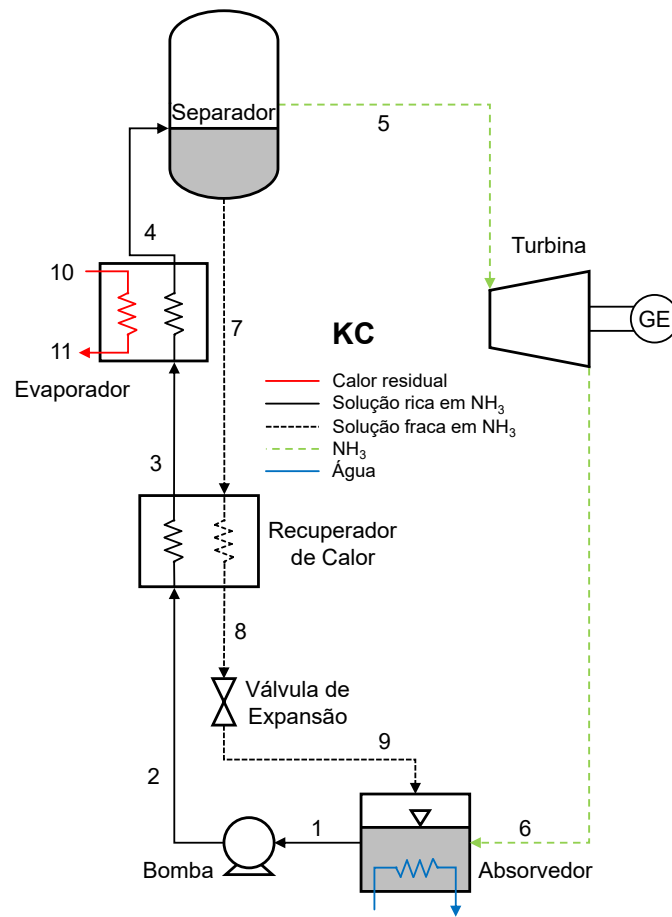 Separador
5
4
Turbina
10
GE
7
KC
11
Evaporador
Calor residual
Solução rica em NH₃
Solução fraca em NH₃
3
NH₃
Água
Recuperador
de Calor
8
Válvula de
Expansão
9
2
1
6
Bomba
Absorvedor